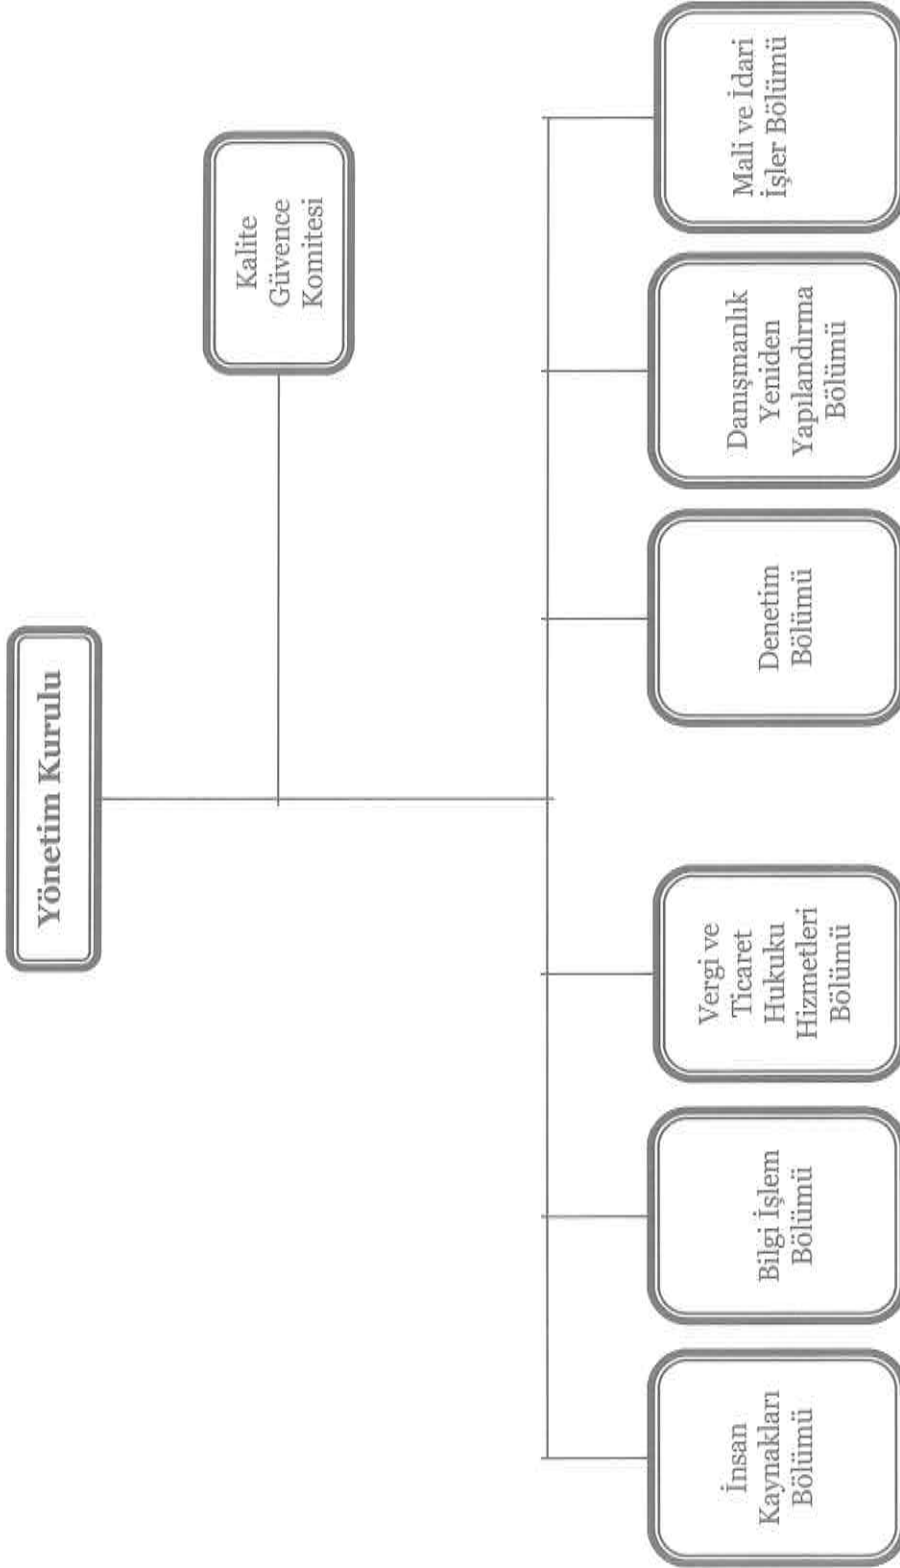 Yönetim Kurulu
Kalite
Güvence
Komitesi
İnsan
Kaynakları
Bölümü
Bilgi İşlem
Bölümü
Vergi ve
Ticaret
Hukuku
Hizmetleri
Bölümü
Denetim
Bölümü
Danışmanlık
Yeniden
Yapılandırma
Bölümü
Mali ve İdari
İşler Bölümü